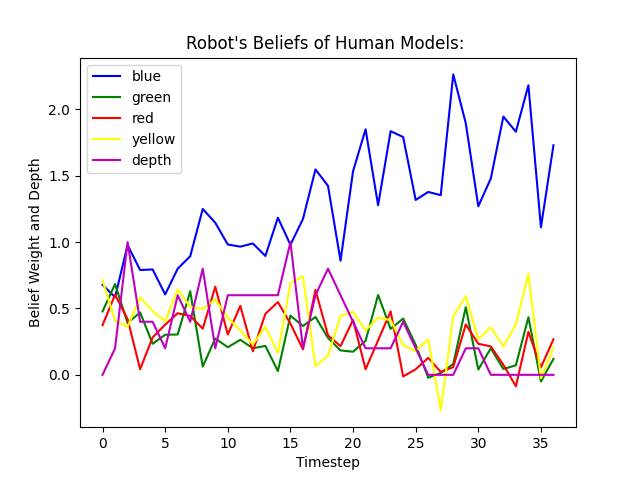 Robot's Beliefs of Human Models:
blue
green
red
yellow
depth
Belief Weight and Depth
2.0
1.5
1.0
0.5
0.0
0 5 10 15 20 25 30 35
Timestep